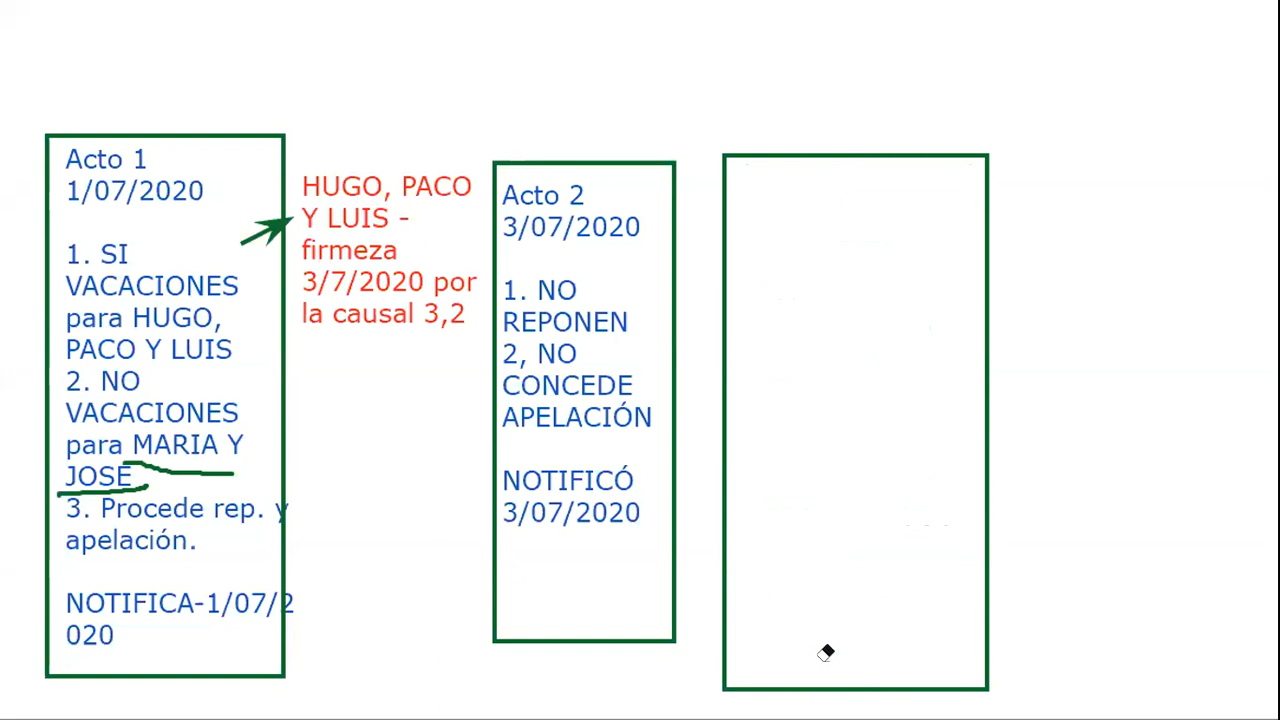 Acto 1
1/07/2020
1. SI
VACACIONES
para HUGO,
PACO Y LUIS
2. NO
VACACIONES
para MARIA Y
JOSE
3. Procede rep. y
apelación.
NOTIFICA-1/07/2
020
HUGO, PACO
Y LUIS -
firmeza
3/7/2020 por
la causal 3,2
Acto 2
3/07/2020
1. NO
REPONEN
2, NO
CONCEDE
APELACIÓN
NOTIFICÓ
3/07/2020